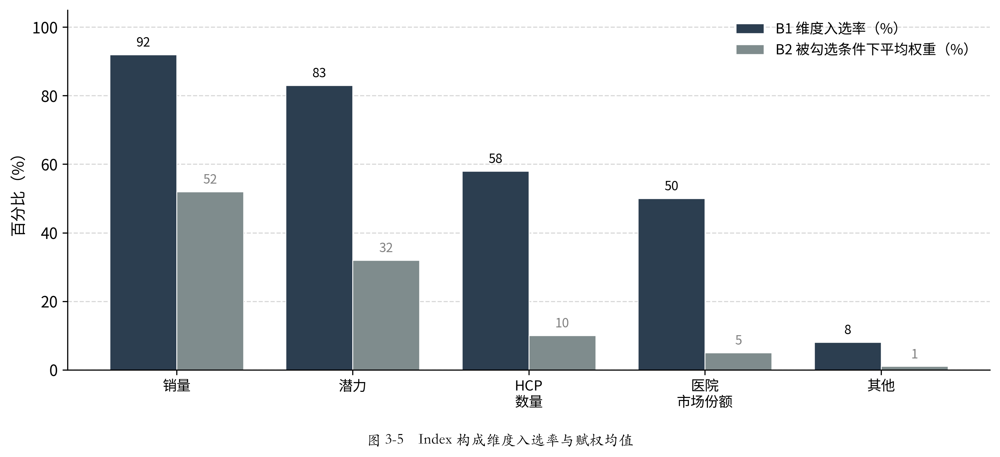 100
80
60
40
20
0
百分比（%）
B1 维度入选率（%）
B2 被勾选条件下平均权重（%）
92
52
83
32
58
10
50
5
8
1
销量
潜力
HCP
数量
医院
市场份额
其他
图 3-5　Index 构成维度入选率与赋权均值